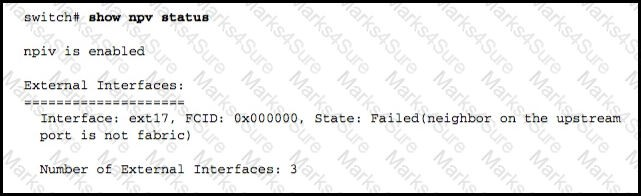 switch# show npv status
npiv is enabled
External Interfaces:
====================
Interface: ext17, FCID: 0x000000, State: Failed(neighbor on the upstream
port is not fabric)
Number of External Interfaces: 3
Marks4Sure